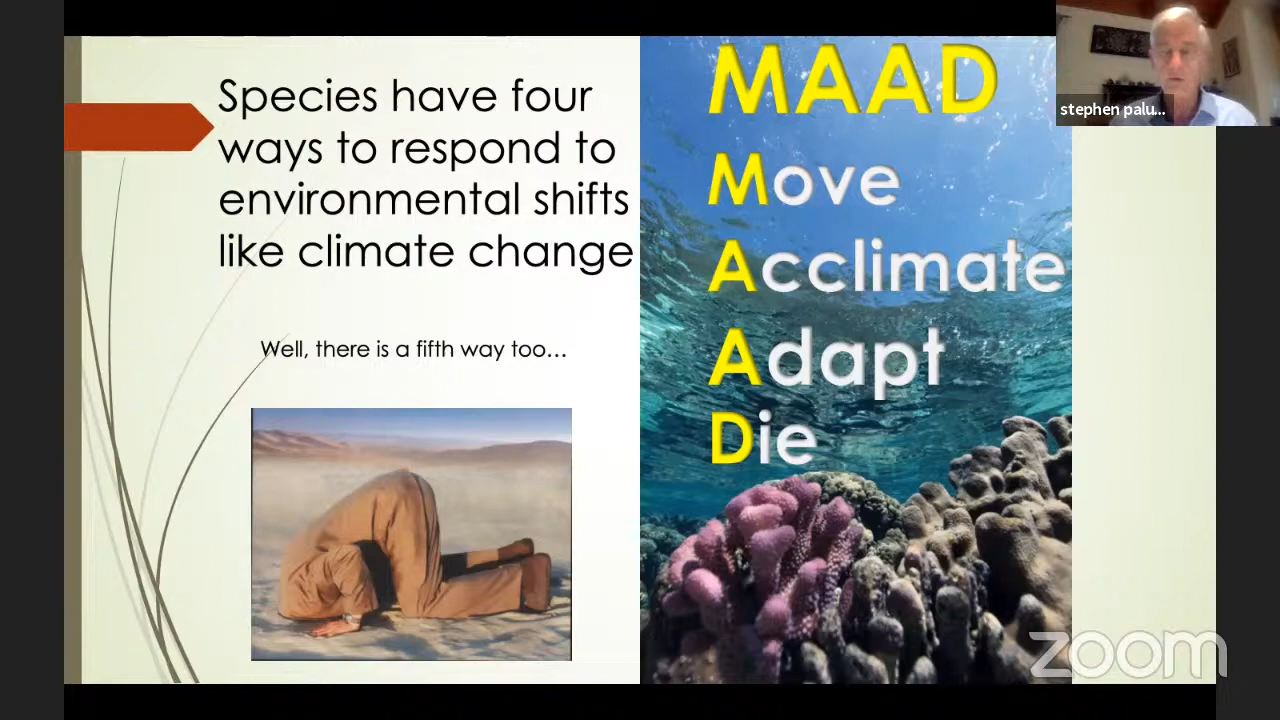 Species have four
ways to respond to
environmental shifts
like climate change
Well, there is a fifth way too...
MAAD
Move
Acclimate
Adapt
Die
stephen palu...
zoom